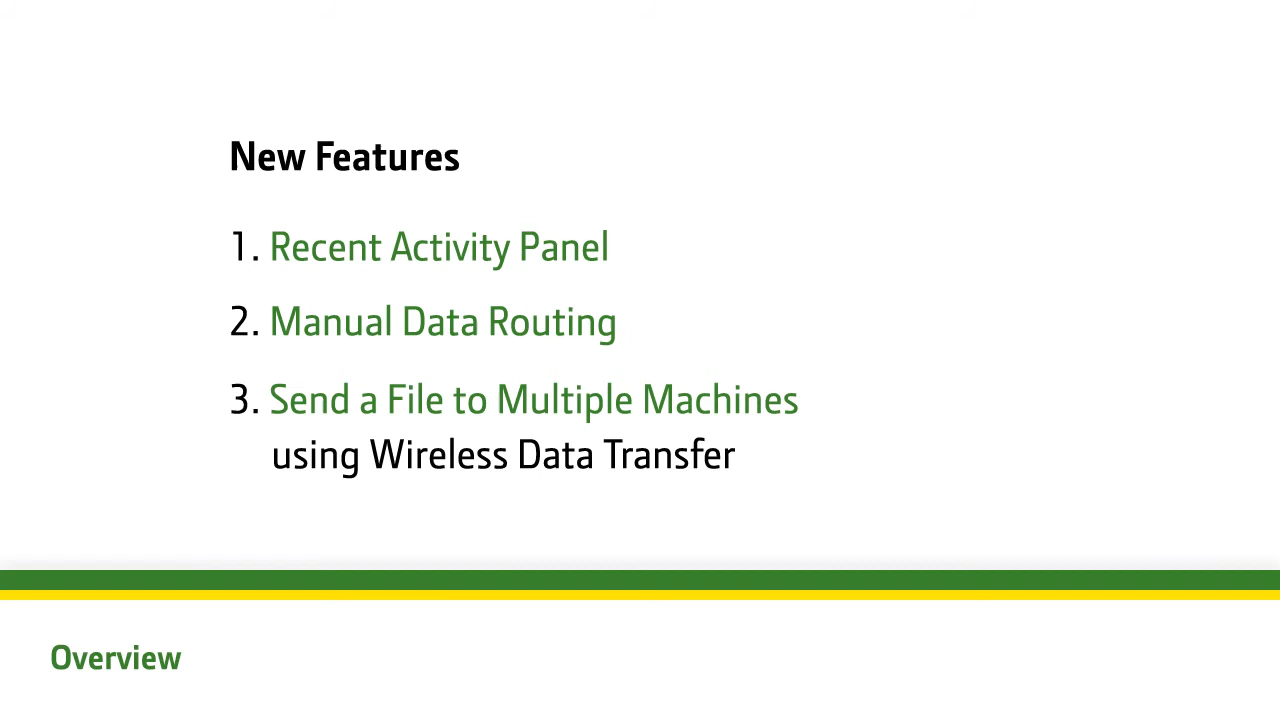 New Features
1. Recent Activity Panel
2. Manual Data Routing
3. Send a File to Multiple Machines
using Wireless Data Transfer
Overview